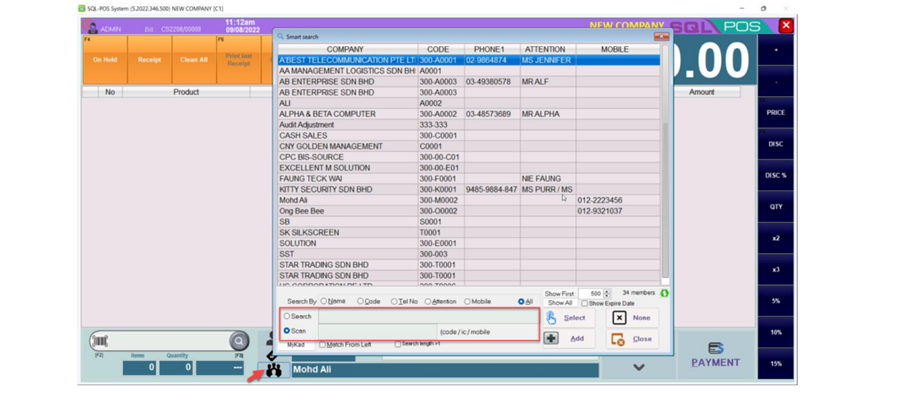 SQL-POS System (5.2022.346.500) NEW COMPANY [C1]
ADMIN Bill CS2208/00088 11:12am 09/08/2022 NEW COMPANY SQL POS
F4 F5
On Hold Receipt Clean All Print last Receipt 0.00
No Product Amount
Smart search
COMPANY CODE PHONE1 ATTENTION MOBILE
A'BEST TELECOMMUNICATION PTE LT 300-A0001 02-9864874 MS JENNIFER
AA MANAGEMENT LOGISTICS SDN BH A0001
AB ENTERPRISE SDN BHD 300-A0003 03-49380578 MR.ALF
AB ENTERPRISE SDN BHD 300-A0003
ALI A0002
ALPHA & BETA COMPUTER 300-A0002 03-48573689 MR.ALPHA
Audit Adjustment 333-333
CASH SALES 300-C0001
CNY GOLDEN MANAGEMENT C0001
CPC BIS-SOURCE 300-00-C01
EXCELLENT M SOLUTION 300-00-E01
FAUNG TECK WAI 300-F0001 NIE FAUNG
KITTY SECURITY SDN BHD 300-K0001 9485-9684-847 MS PURR / MS
Mohd Ali 300-M0002 012-2223456
Ong Bee Bee 300-O0002 012-9321037
SB S0001
SK SILKSCREEN T0001
SOLUTION 300-E0001
SST 300-003
STAR TRADING SDN BHD 300-T0001
STAR TRADING SDN BHD 300-T0001
Show First 500 34 members
Search By Name Code Tel No Attention Mobile All Show All Show Expire Date
Search
Scan (code / ic / mobile
MyKad Match From Left Search length >1
Select None
Add Close
F2 Items Quantity F8
0 0 ---
Mohd Ali
PAYMENT
*
-
PRICE
DISC
DISC %
QTY
x2
x3
5%
10%
15%